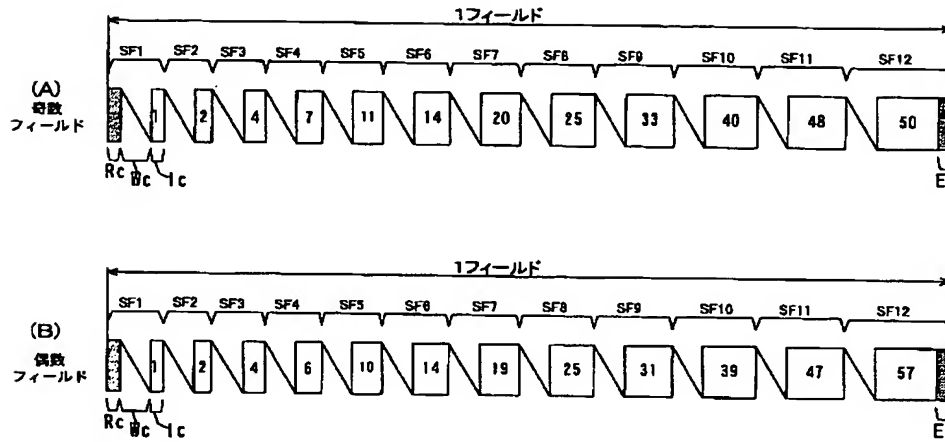 1フィールド
SF1 SF2 SF3 SF4 SF5 SF6 SF7 SF8 SF9 SF10 SF11 SF12
(A)
奇数
フィールド
1 2 4 7 11 14 20 25 33 40 48 50
Rc Wc Ic E
1フィールド
SF1 SF2 SF3 SF4 SF5 SF6 SF7 SF8 SF9 SF10 SF11 SF12
(B)
偶数
フィールド
1 2 4 6 10 14 19 25 31 39 47 57
Rc Wc Ic E